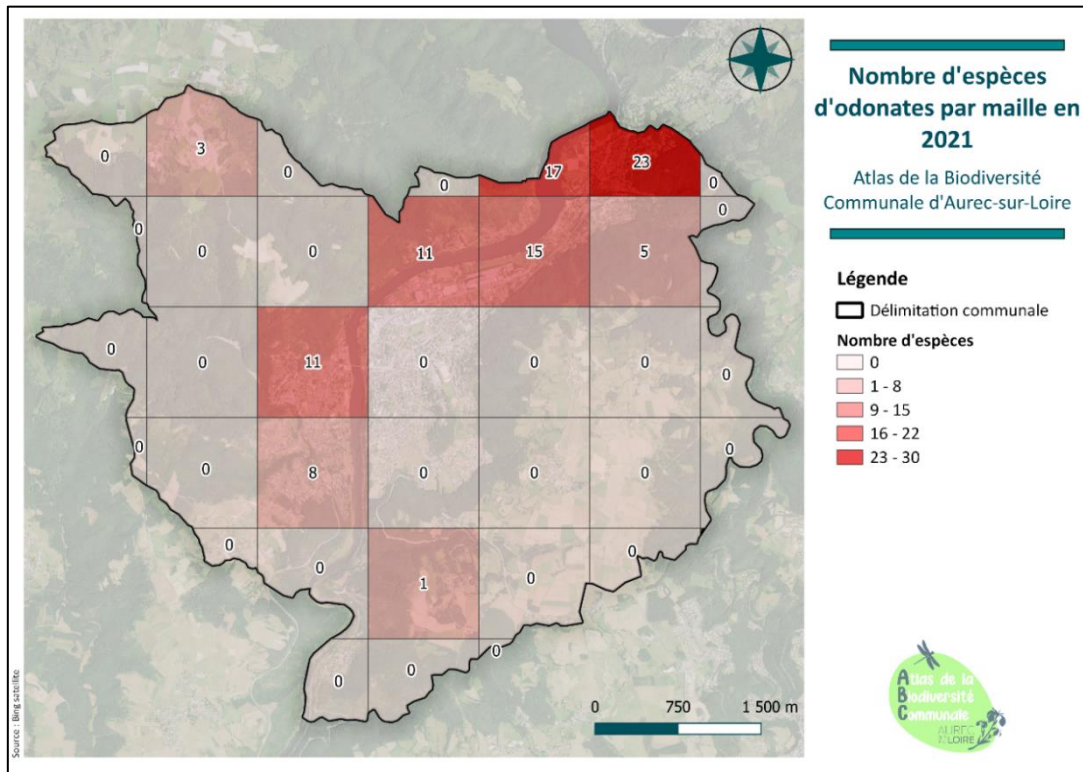 Nombre d'espèces
d'odonates par maille en
2021
Atlas de la Biodiversité
Communale d'Aurec-sur-Loire
Légende
Délimitation communale
Nombre d'espèces
0
1 - 8
9 - 15
16 - 22
23 - 30
0 3 0 0 17 23 0
0 0 0 11 15 5 0
0 0 11 0 0 0 0
0 0 8 0 0 0 0
0 0 1 0 0
0 0 0
0 750 1 500 m
Source : Bing satellite
Atlas de la
Biodiversité
Communale
AUREC
LOIRE